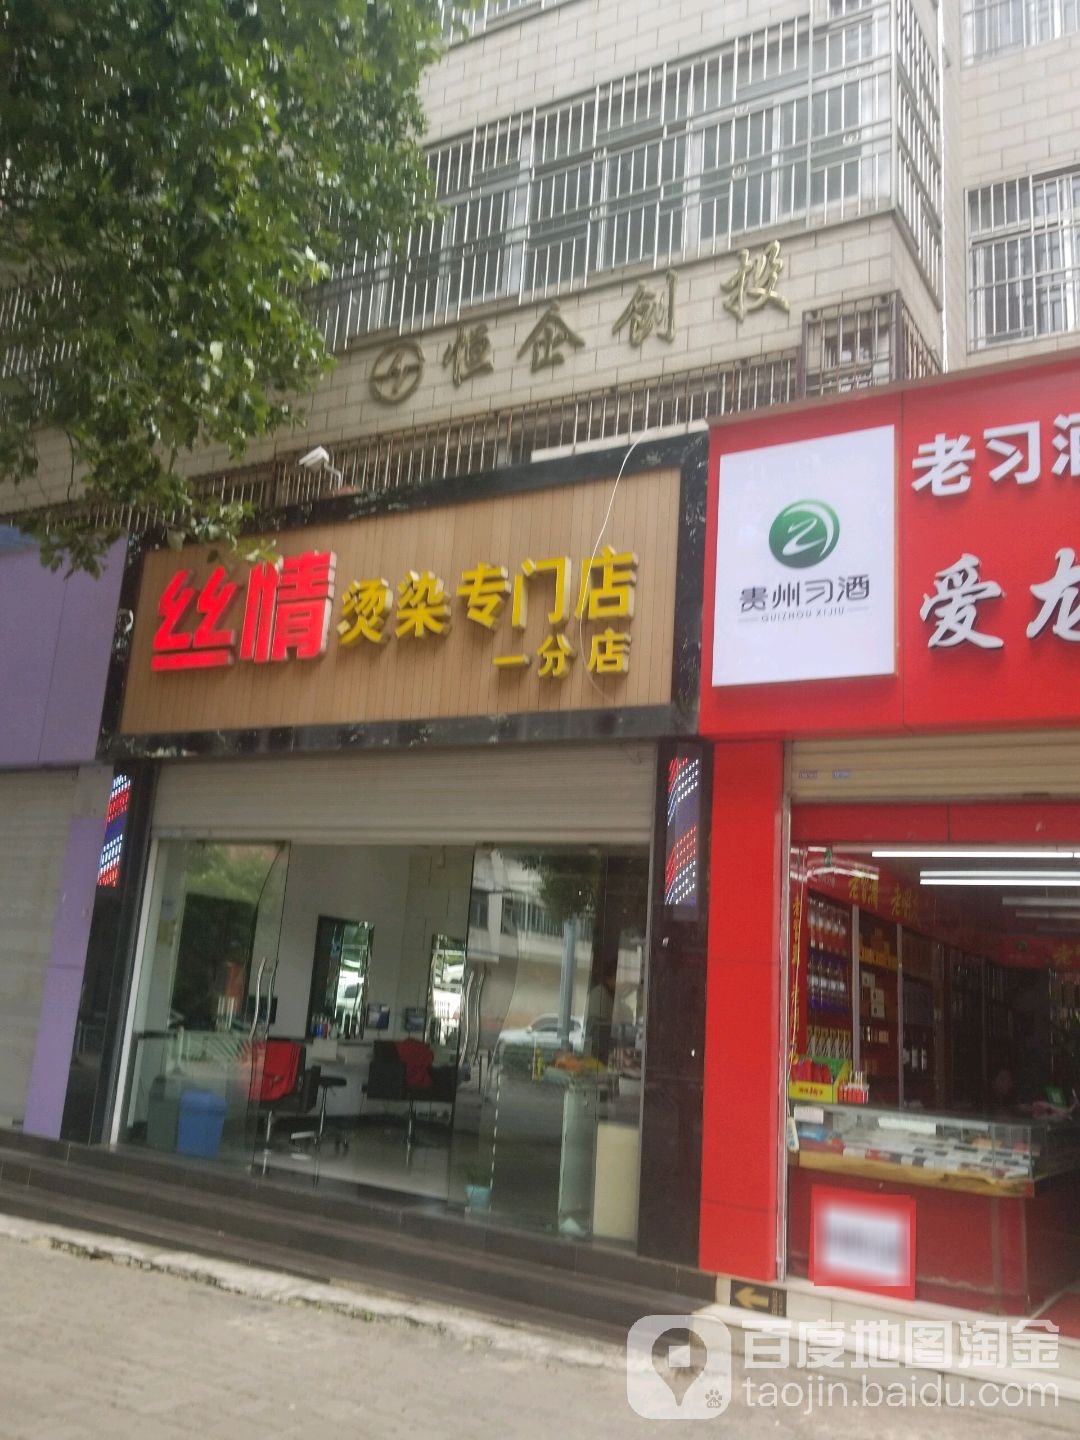 恒企创投
丝情烫染专门店
一分店
贵州习酒
GUIZHOU XIJIU
老习酒
爱龙
百度地图淘金
taojin.baidu.com